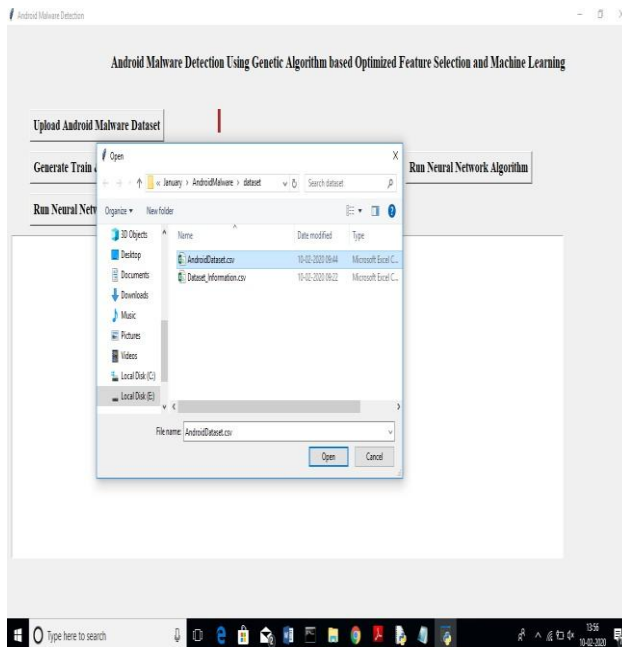 Android Malware Detection
Android Malware Detection Using Genetic Algorithm based Optimized Feature Selection and Machine Learning
Upload Android Malware Dataset
Generate Train
Run Neural Network Algorithm
Run Neural Netw
Open
« January > AndroidMalware > dataset
Search dataset
Organize New folder
Name Date modified Type
AndroidDataset.csv 10-02-2020 09:44 Microsoft Excel C...
Dataset_Information.csv 10-02-2020 09:22 Microsoft Excel C...
3D Objects
Desktop
Documents
Downloads
Music
Pictures
Videos
Local Disk (C:)
Local Disk (E:)
File name: AndroidDataset.csv
Open Cancel
Type here to search
13:56
10-02-2020